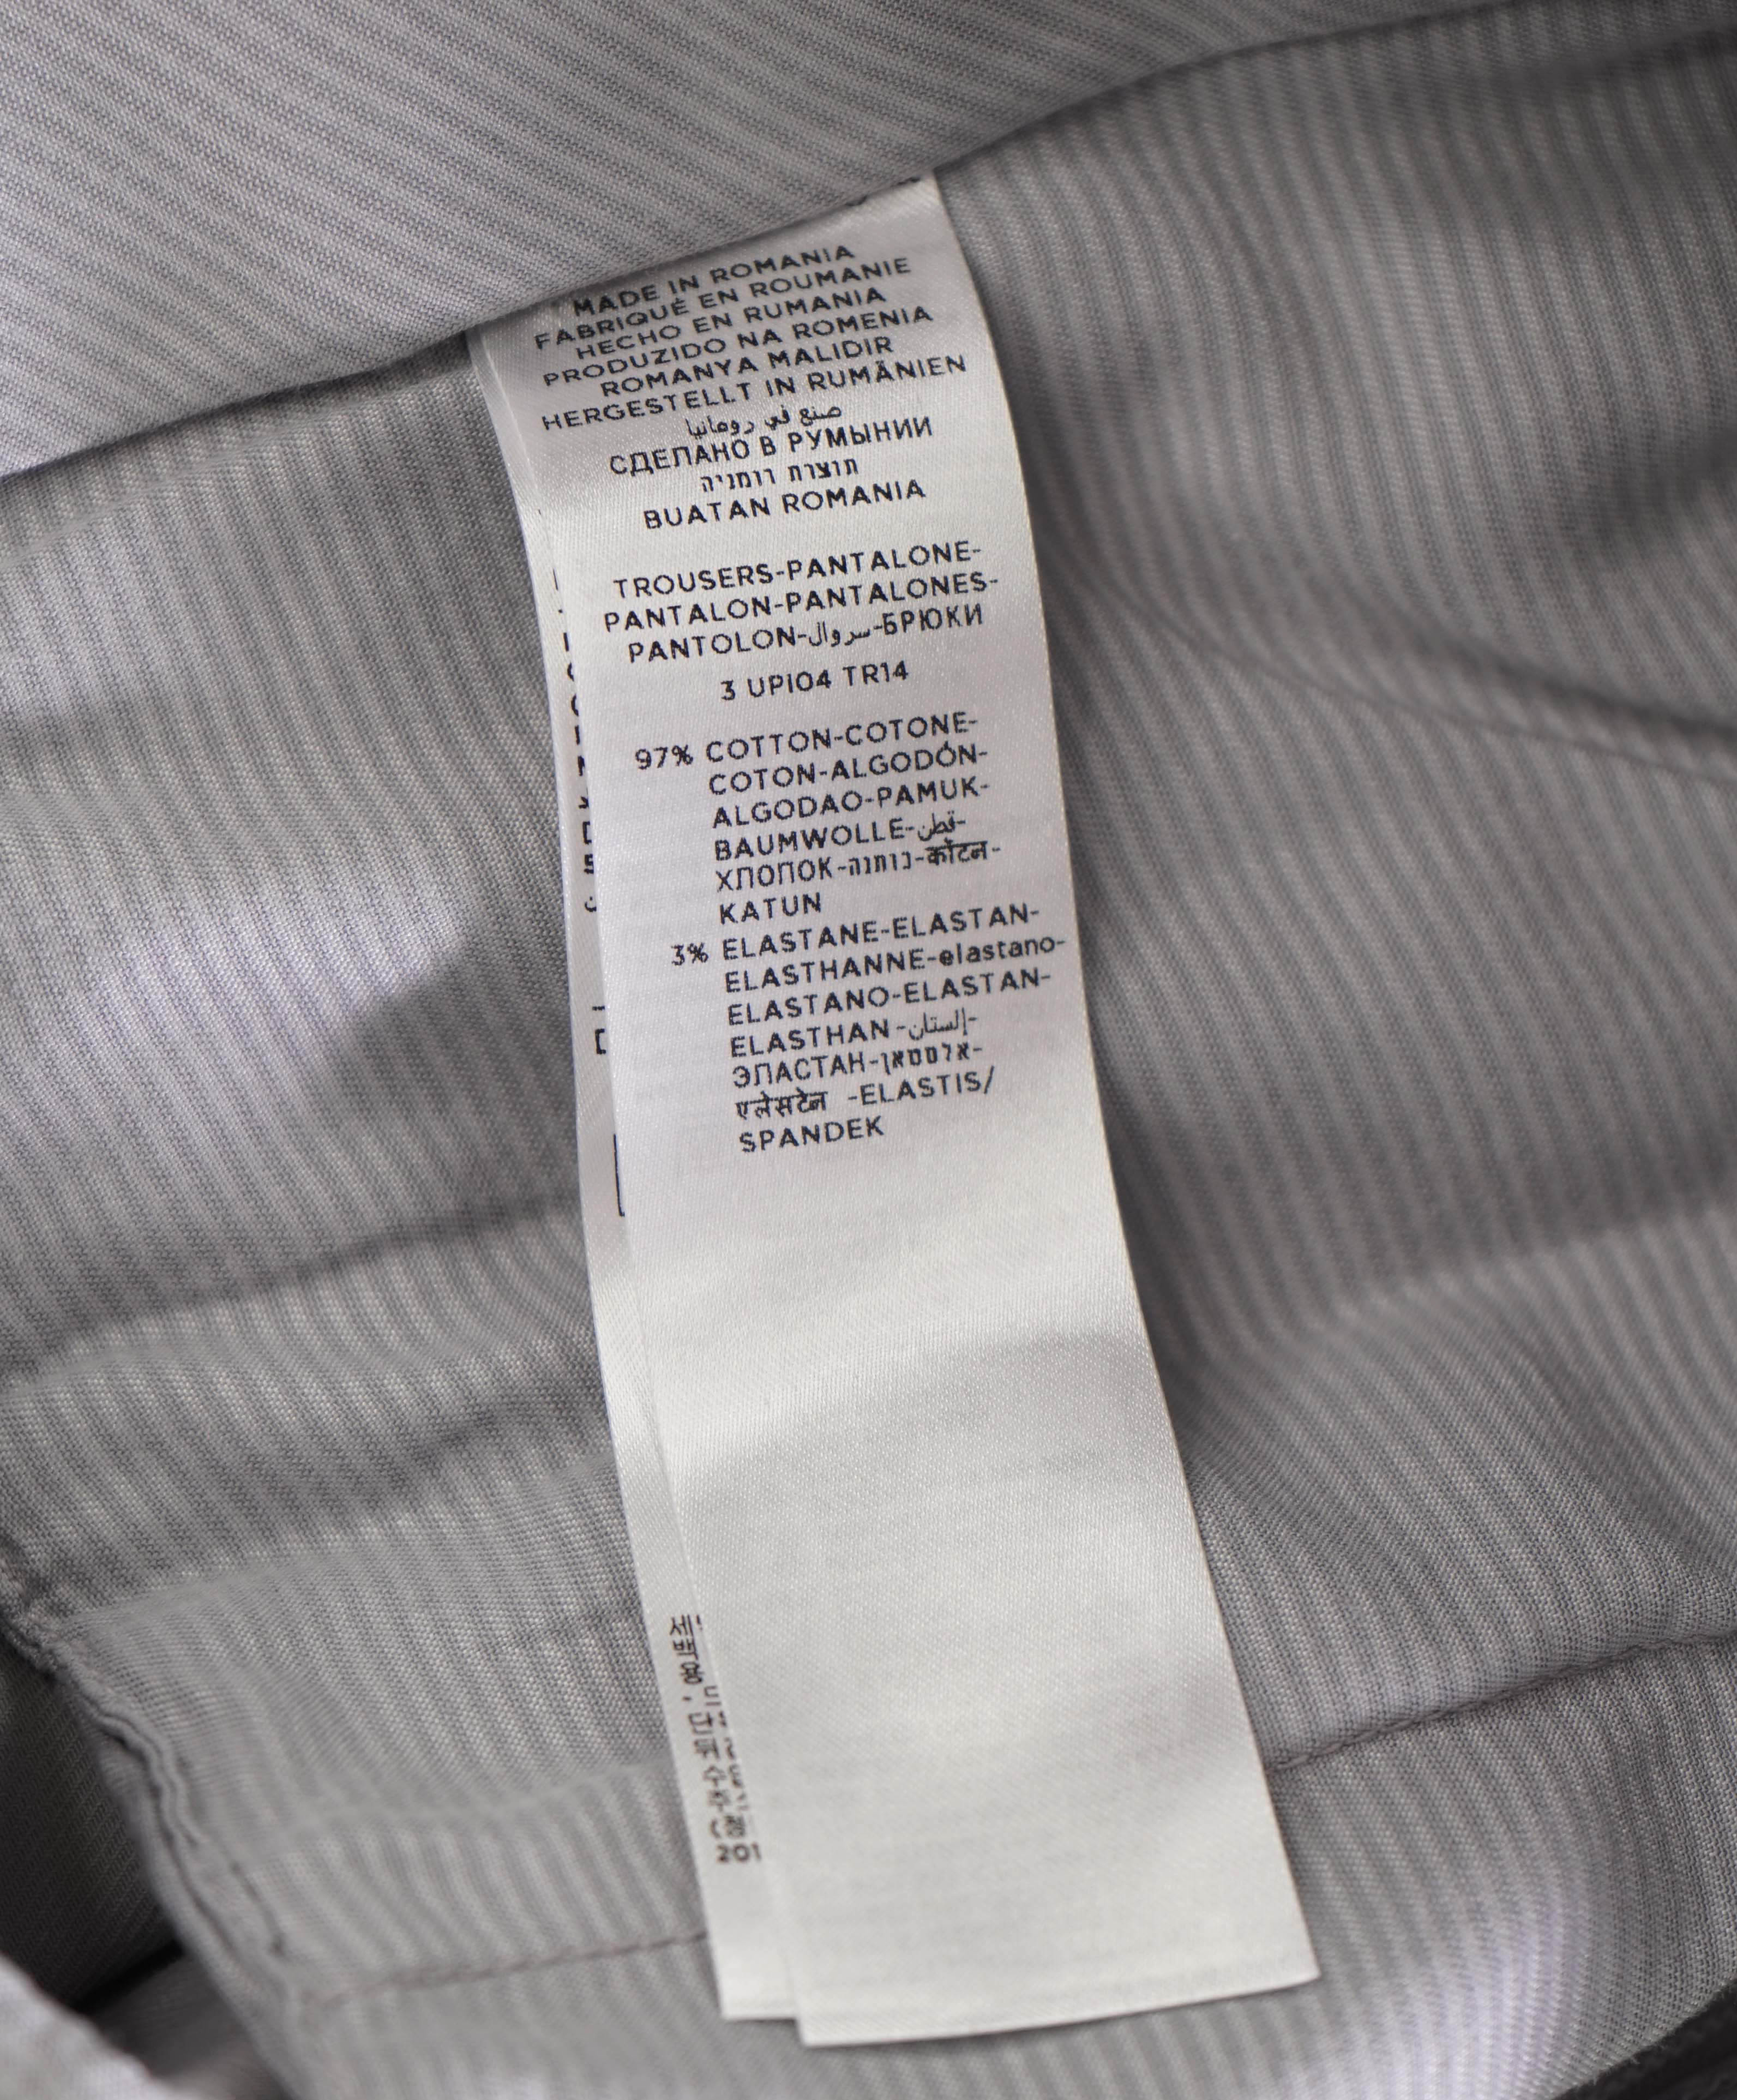 MADE IN ROMANIA
FABRIQUÉ EN ROUMANIE
HECHO EN RUMANIA
PRODUZIDO NA ROMENIA
ROMANYA MALIDIR
HERGESTELLT IN RUMÄNIEN
صنع في رومانيا
СДЕЛАНО В РУМЫНИИ
תוצרת רומניה
BUATAN ROMANIA
TROUSERS-PANTALONE-
PANTALON-PANTALONES-
PANTOLON-سروال-БРЮКИ
3 UPI04 TR14
97% COTTON-COTONE-
COTON-ALGODÓN-
ALGODAO-PAMUK-
BAUMWOLLE-قطن-
ХЛОПОК-כותנה-कॉटन-
KATUN
3% ELASTANE-ELASTAN-
ELASTHANNE-elastano-
ELASTANO-ELASTAN-
ELASTHAN-إلستان-
ЭЛАСТАН-אלסטאן-
एलेसटेन -ELASTIS/
SPANDEK
201